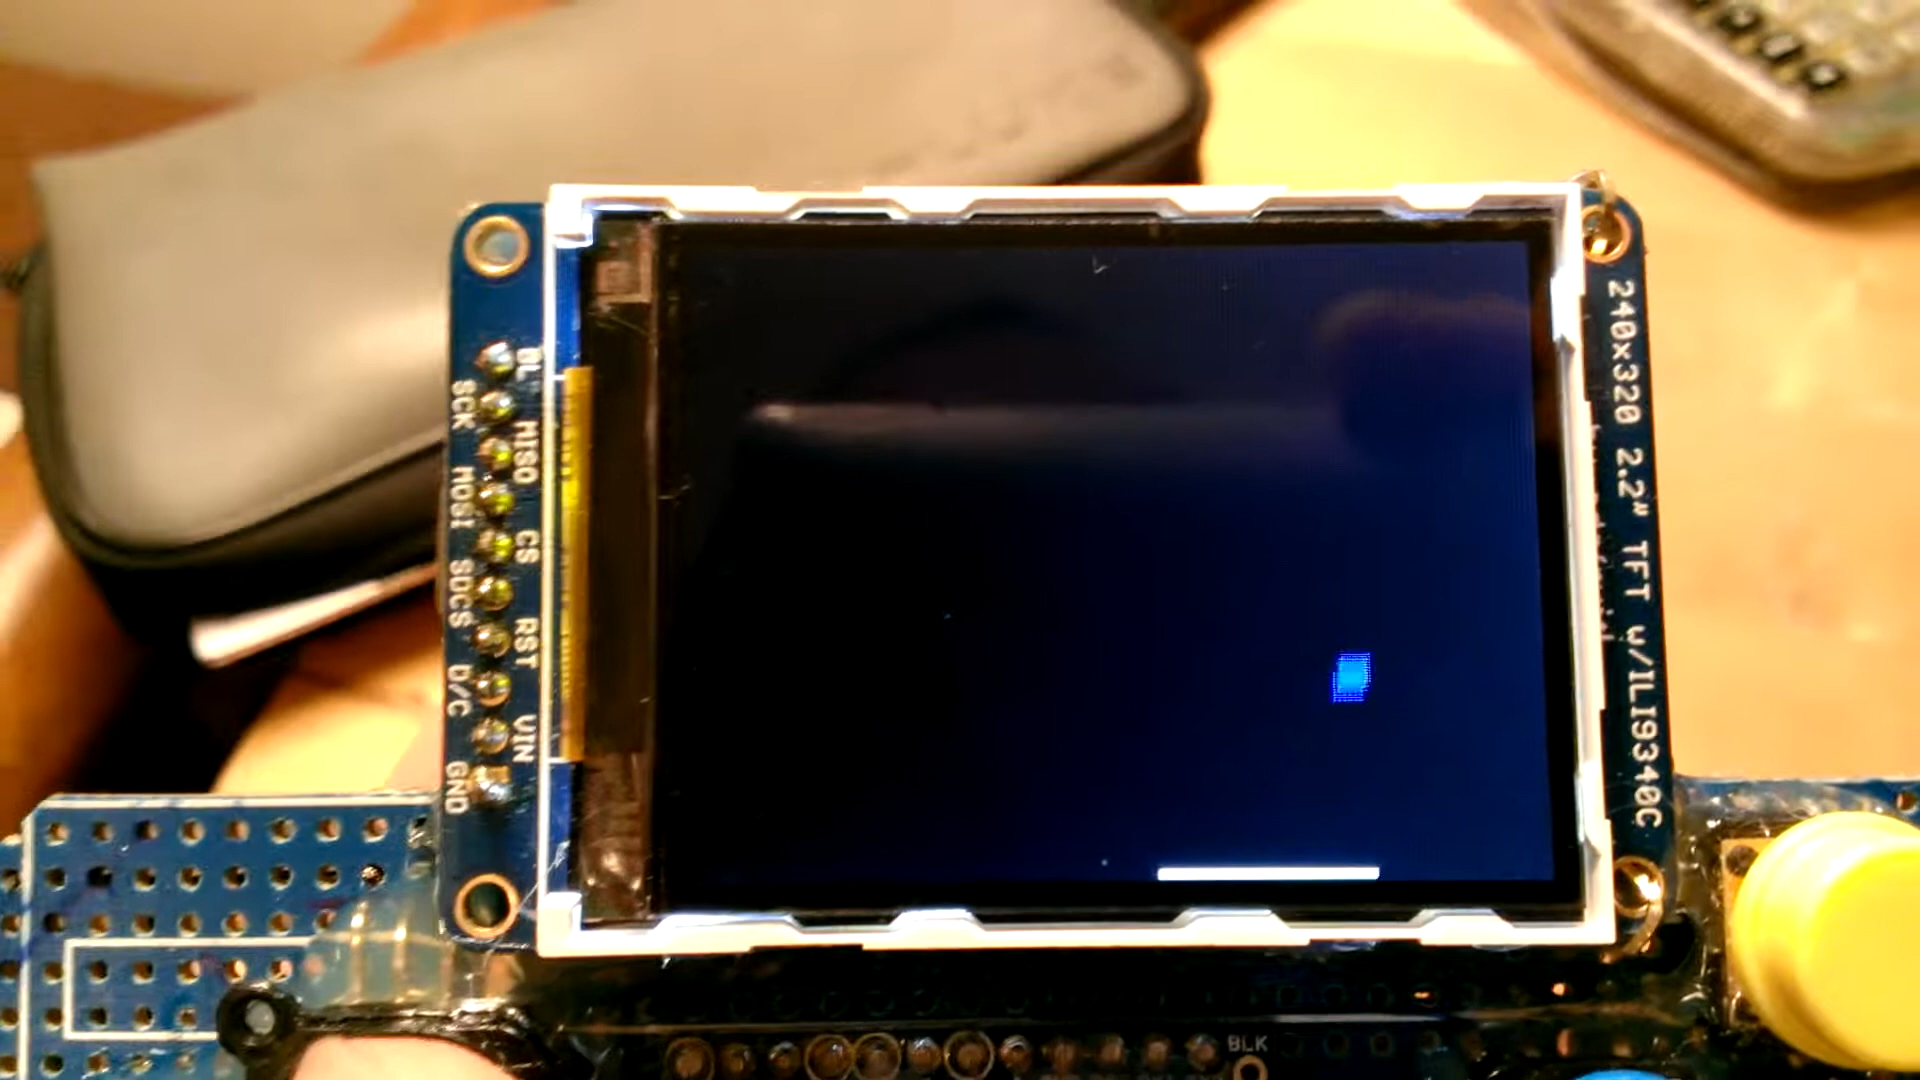 BL
SCK
MISO
MOSI
CS
SDCS
RST
D/C
VIN
GND
240x320 2.2" TFT w/ILI9340C
BLK